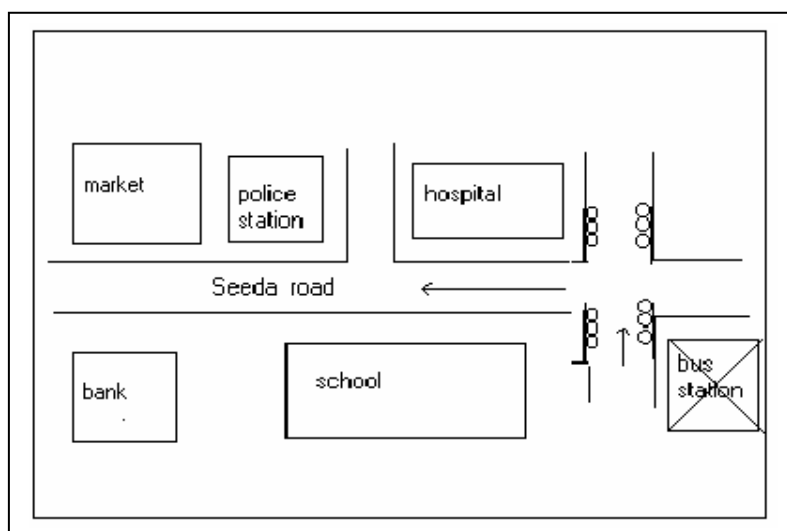 market
police
station
hospital
Seeda road
bank
school
bus
station